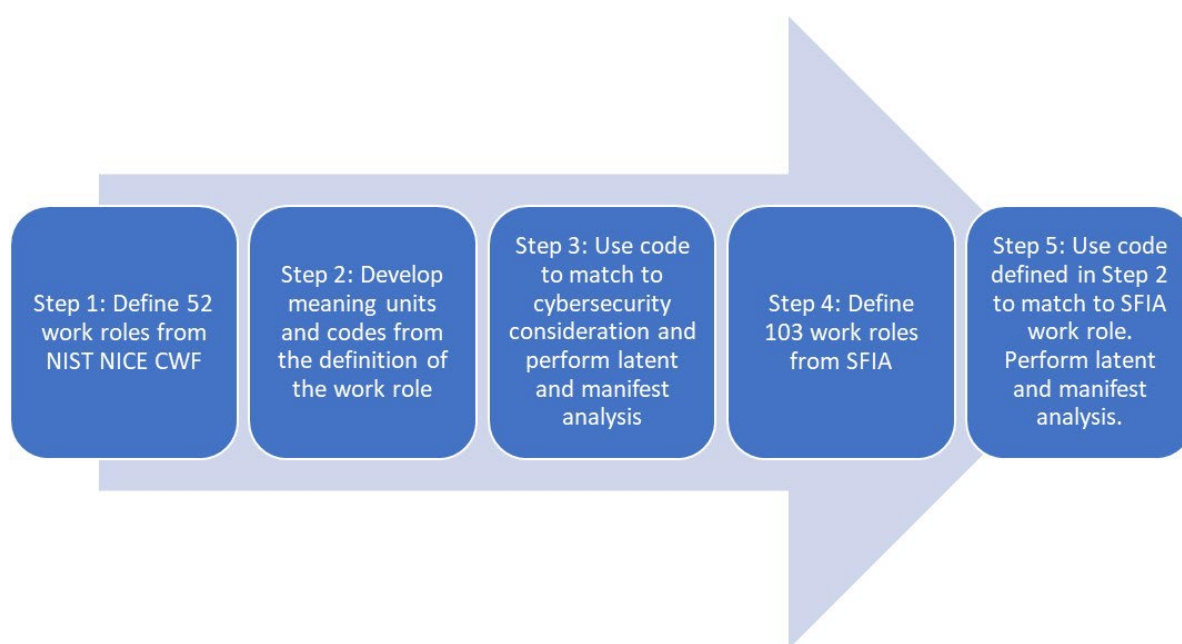 Step 1: Define 52
work roles from
NIST NICE CWF
Step 2: Develop
meaning units
and codes from
the definition of
the work role
Step 3: Use code
to match to
cybersecurity
consideration and
perform latent
and manifest
analysis
Step 4: Define
103 work roles
from SFIA
Step 5: Use code
defined in Step 2
to match to SFIA
work role.
Perform latent
and manifest
analysis.